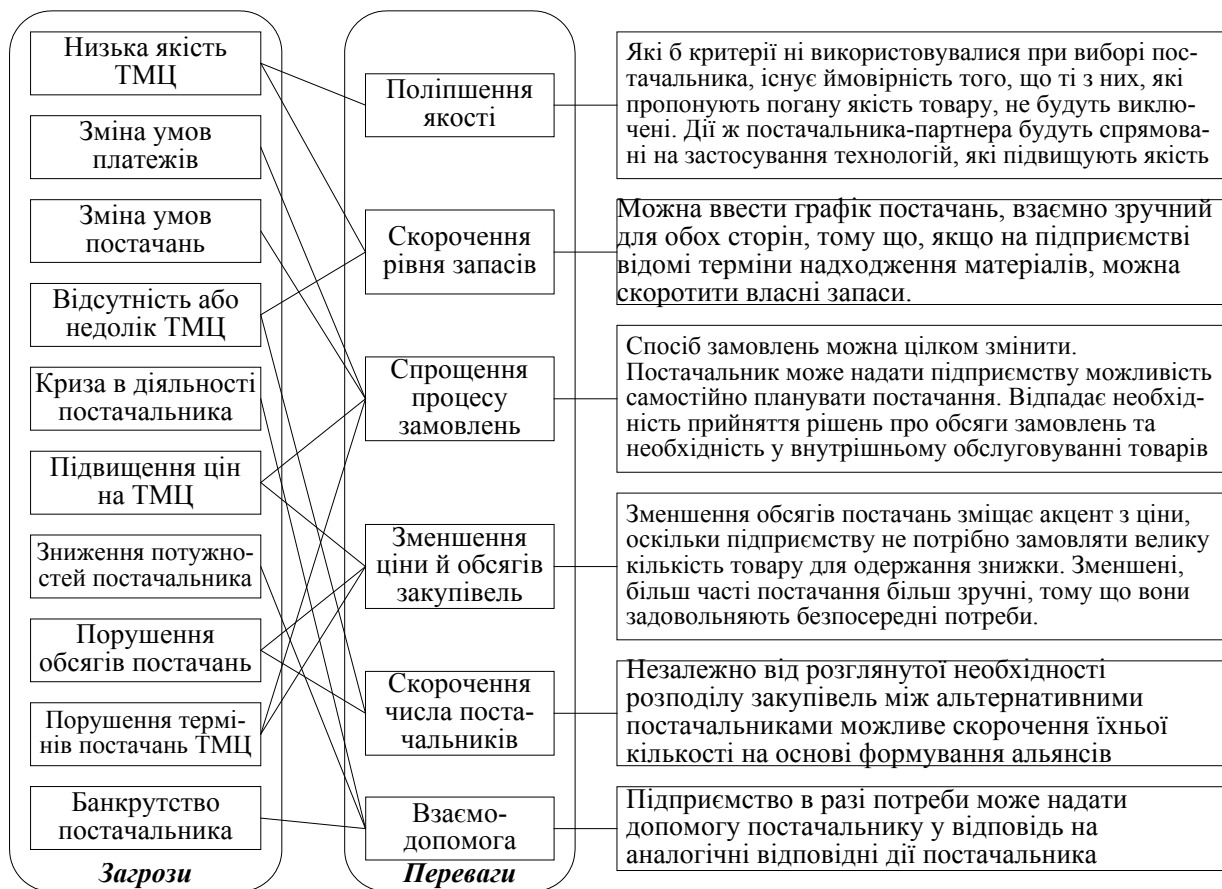 Низька якість
ТМЦ
Зміна умов
платежів
Зміна умов
постачань
Відсутність або
недолік ТМЦ
Криза в діяльності
постачальника
Підвищення цін
на ТМЦ
Зниження потужно-
стей постачальника
Порушення
обсягів постачань
Порушення термі-
нів постачань ТМЦ
Банкрутство
постачальника
Загрози
Поліпшення
якості
Скорочення
рівня запасів
Спрощення
процесу
замовлень
Зменшення
ціни й обсягів
закупівель
Скорочення
числа поста-
чальників
Взаємо-
допомога
Переваги
Які б критерії ні використовувалися при виборі пос-
тачальника, існує ймовірність того, що ті з них, які
пропонують погану якість товару, не будуть виклю-
чені. Дії ж постачальника-партнера будуть спрямова-
ні на застосування технологій, які підвищують якість
Можна ввести графік постачань, взаємно зручний
для обох сторін, тому що, якщо на підприємстві
відомі терміни надходження матеріалів, можна
скоротити власні запаси.
Спосіб замовлень можна цілком змінити.
Постачальник може надати підприємству можливість
самостійно планувати постачання. Відпадає необхід-
ність прийняття рішень про обсяги замовлень та
необхідність у внутрішньому обслуговуванні товарів
Зменшення обсягів постачань зміщає акцент з ціни,
оскільки підприємству не потрібно замовляти велику
кількість товару для одержання знижки. Зменшені,
більш часті постачання більш зручні, тому що вони
задовольняють безпосередні потреби.
Незалежно від розглянутої необхідності
розподілу закупівель між альтернативними
постачальниками можливе скорочення їхньої
кількості на основі формування альянсів
Підприємство в разі потреби може надати
допомогу постачальнику у відповідь на
аналогічні відповідні дії постачальника